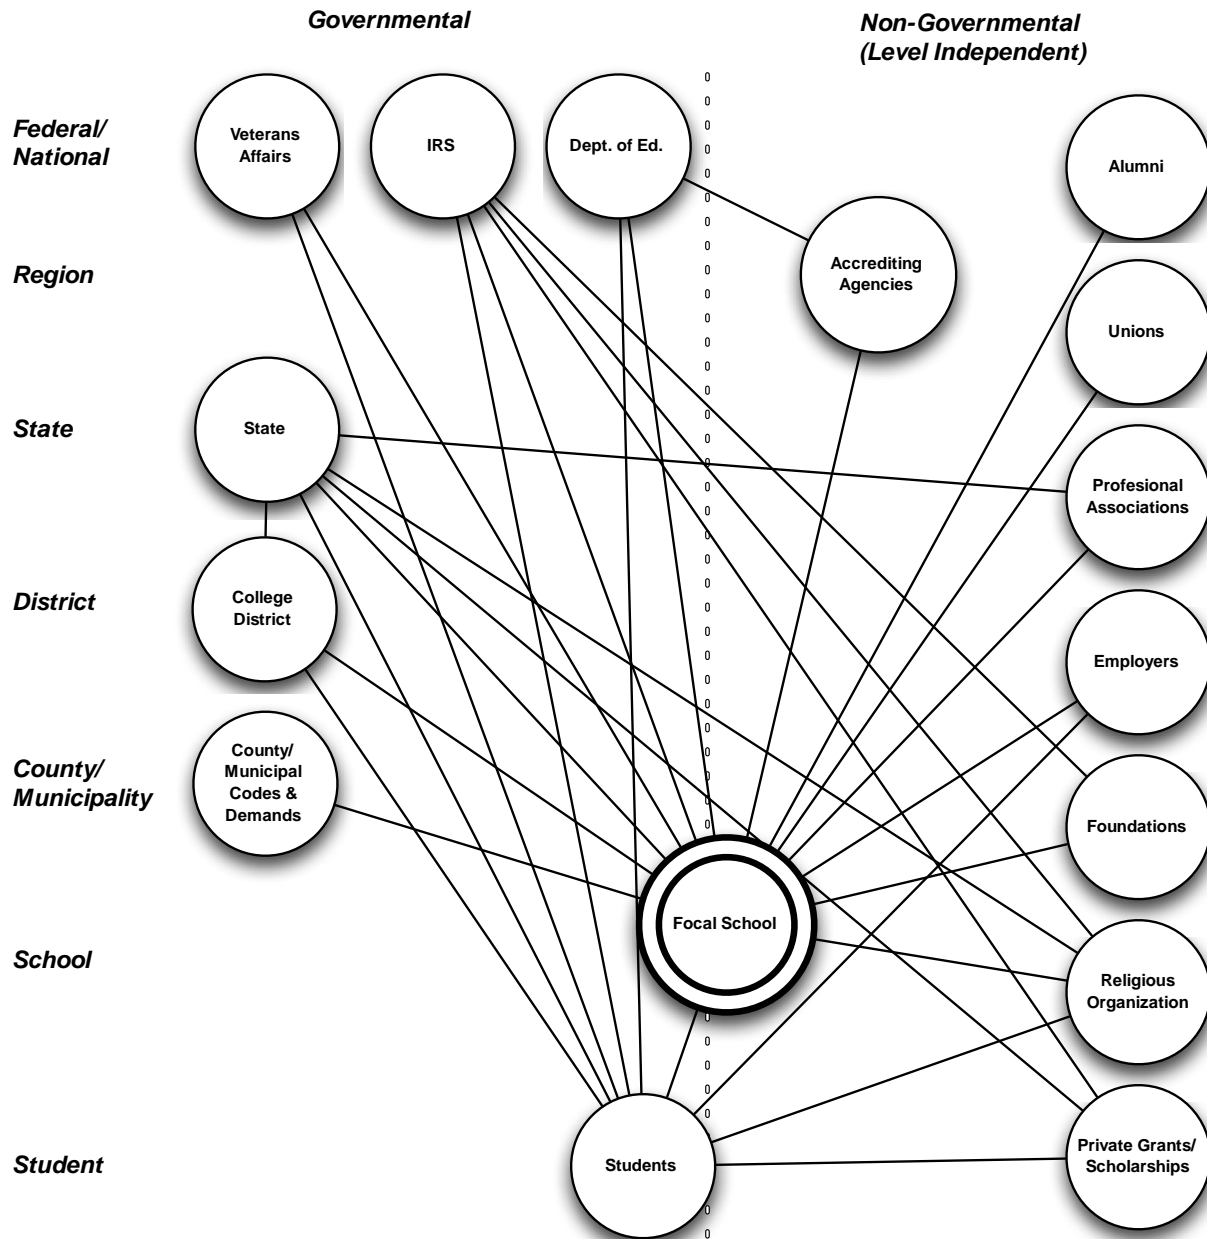 Governmental
Non-Governmental
(Level Independent)
Federal/
National
Veterans
Affairs
IRS
Dept. of Ed.
Alumni
Region
Accrediting
Agencies
Unions
State
State
Profesional
Associations
District
College
District
Employers
County/
Municipality
County/
Municipal
Codes &
Demands
Foundations
School
Focal School
Religious
Organization
Student
Students
Private Grants/
Scholarships